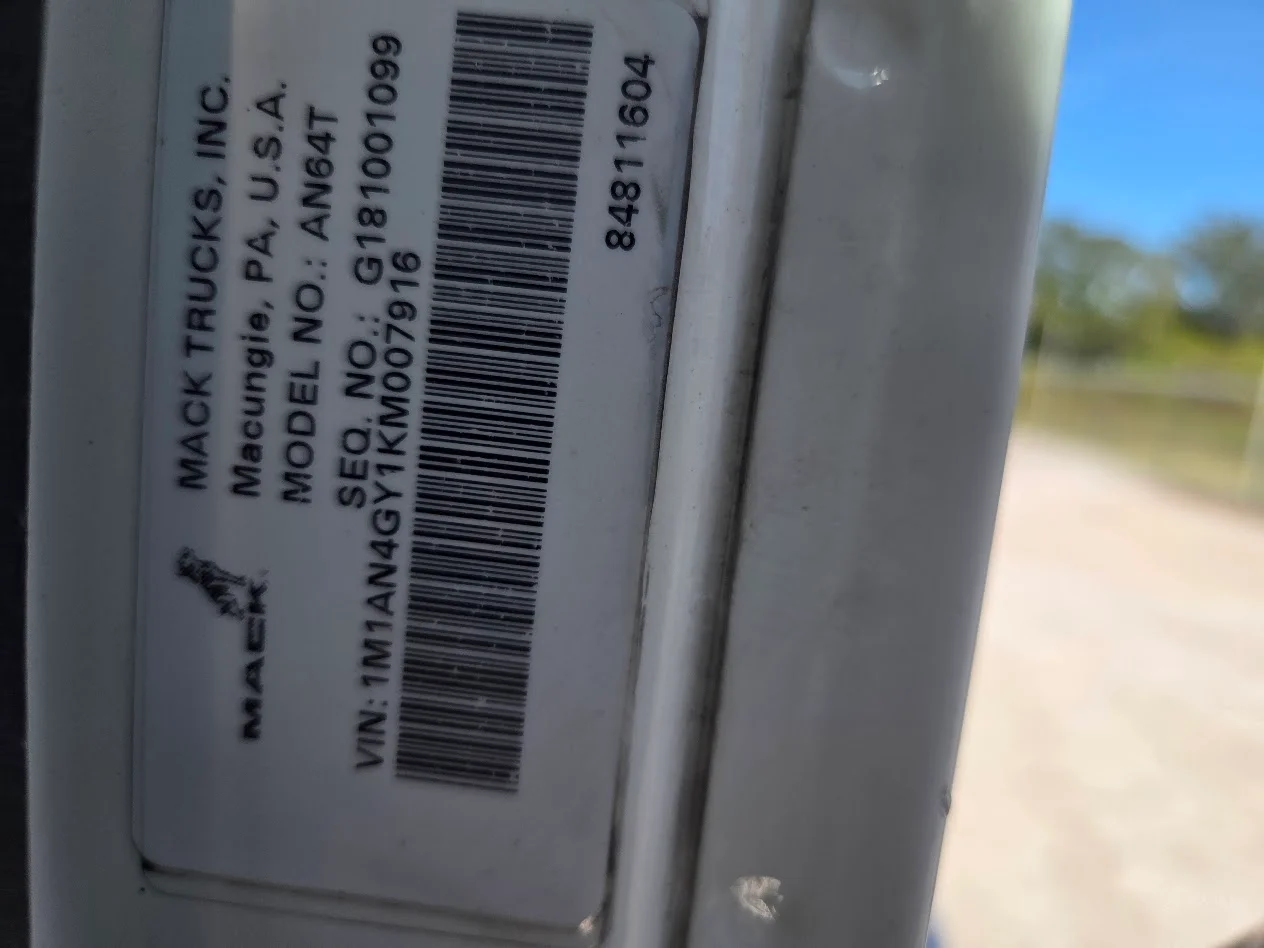 MACK
MACK TRUCKS, INC.
Macungie, PA, U.S.A.
MODEL NO.: AN64T
SEQ. NO.: G181001099
VIN: 1M1AN4GY1KM007916
84811604